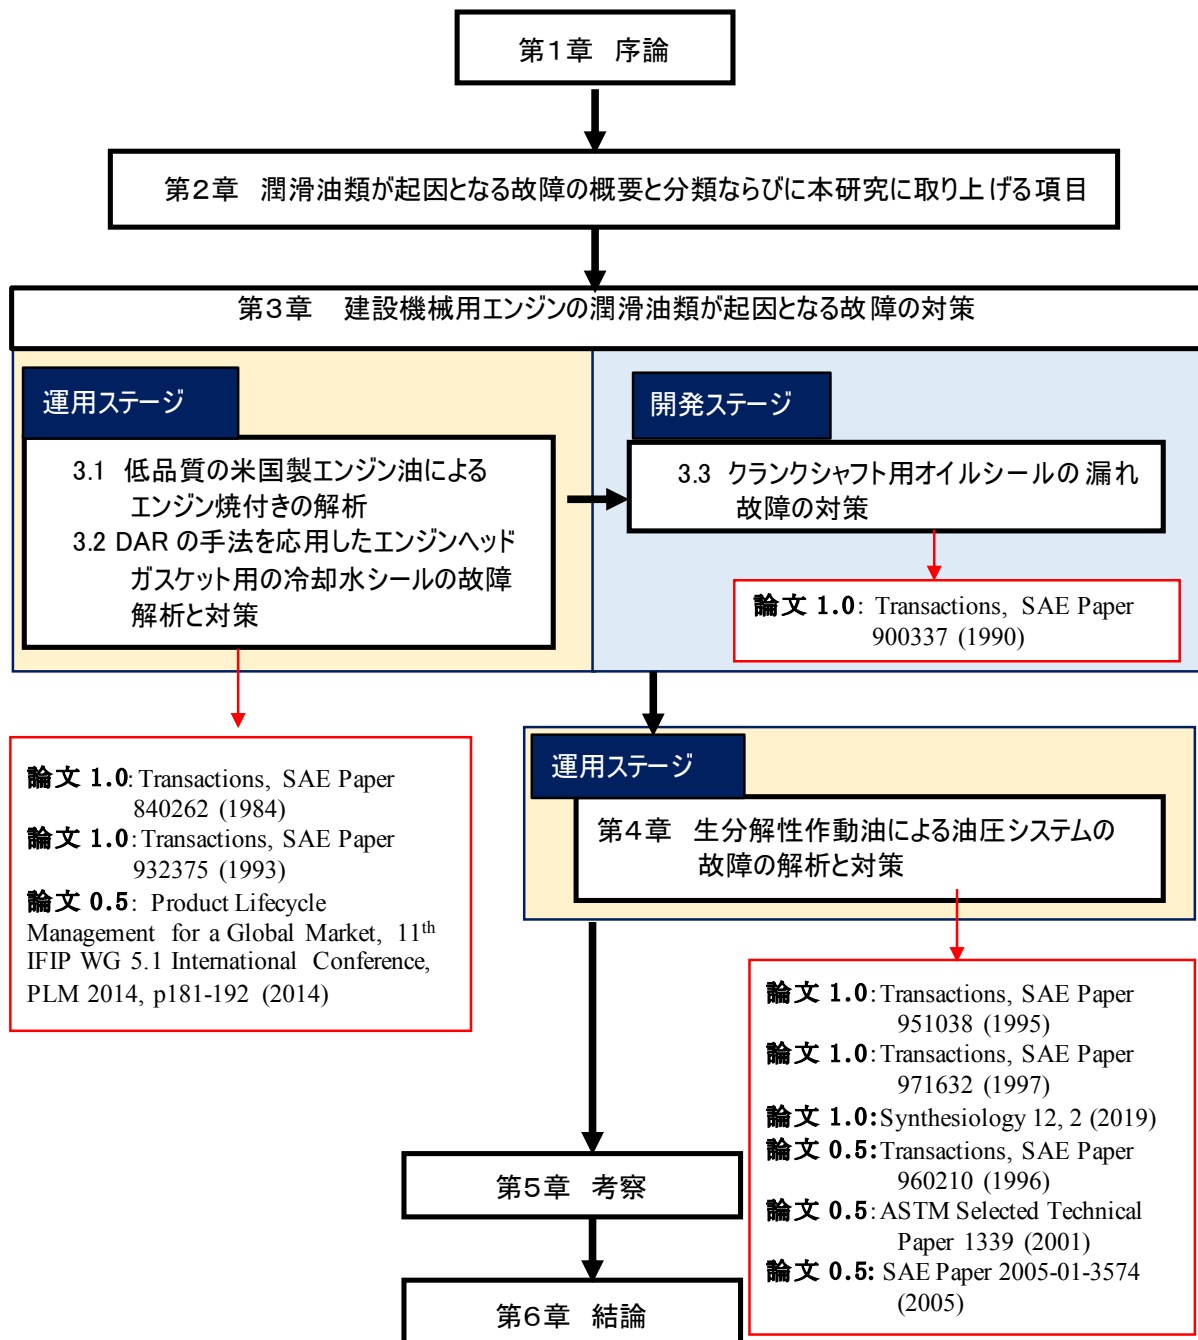 第１章 序論
第２章 潤滑油類が起因となる故障の概要と分類ならびに本研究に取り上げる項目
第３章 建設機械用エンジンの潤滑油類が起因となる故障の対策
運用ステージ
3.1 低品質の米国製エンジン油による
エンジン焼付きの解析
3.2 DAR の手法を応用したエンジンヘッド
ガスケット用の冷却水シールの故障
解析と対策
開発ステージ
3.3 クランクシャフト用オイルシールの漏れ
故障の対策
論文 1.0: Transactions, SAE Paper
900337 (1990)
論文 1.0: Transactions, SAE Paper
840262 (1984)
論文 1.0: Transactions, SAE Paper
932375 (1993)
論文 0.5: Product Lifecycle
Management for a Global Market, 11th
IFIP WG 5.1 International Conference,
PLM 2014, p181-192 (2014)
運用ステージ
第４章 生分解性作動油による油圧システムの
故障の解析と対策
論文 1.0: Transactions, SAE Paper
951038 (1995)
論文 1.0: Transactions, SAE Paper
971632 (1997)
論文 1.0: Synthesiology 12, 2 (2019)
論文 0.5: Transactions, SAE Paper
960210 (1996)
論文 0.5: ASTM Selected Technical
Paper 1339 (2001)
論文 0.5: SAE Paper 2005-01-3574
(2005)
第５章 考察
第６章 結論